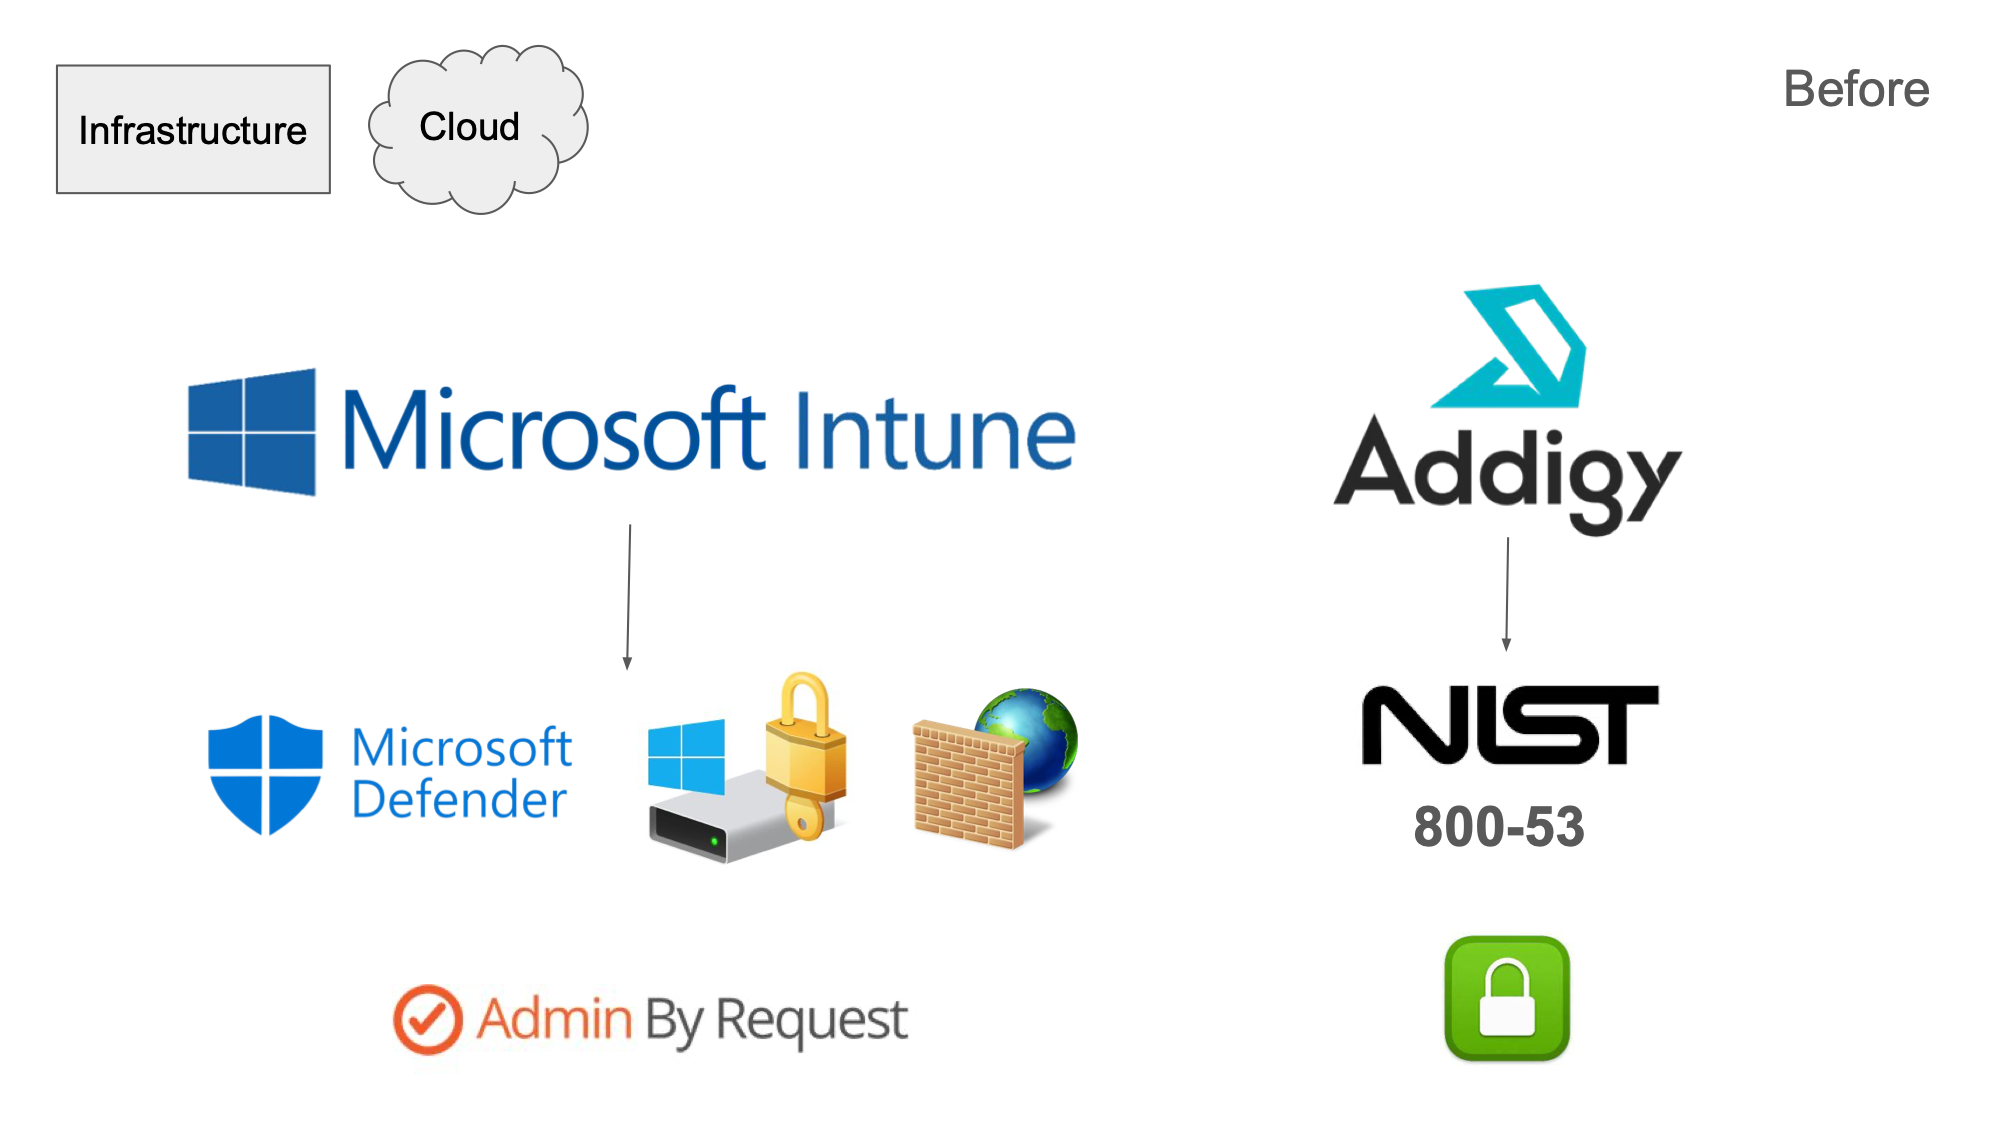 Infrastructure
Cloud
Before
Microsoft Intune
Addigy
Microsoft
Defender
NIST
800-53
Admin By Request